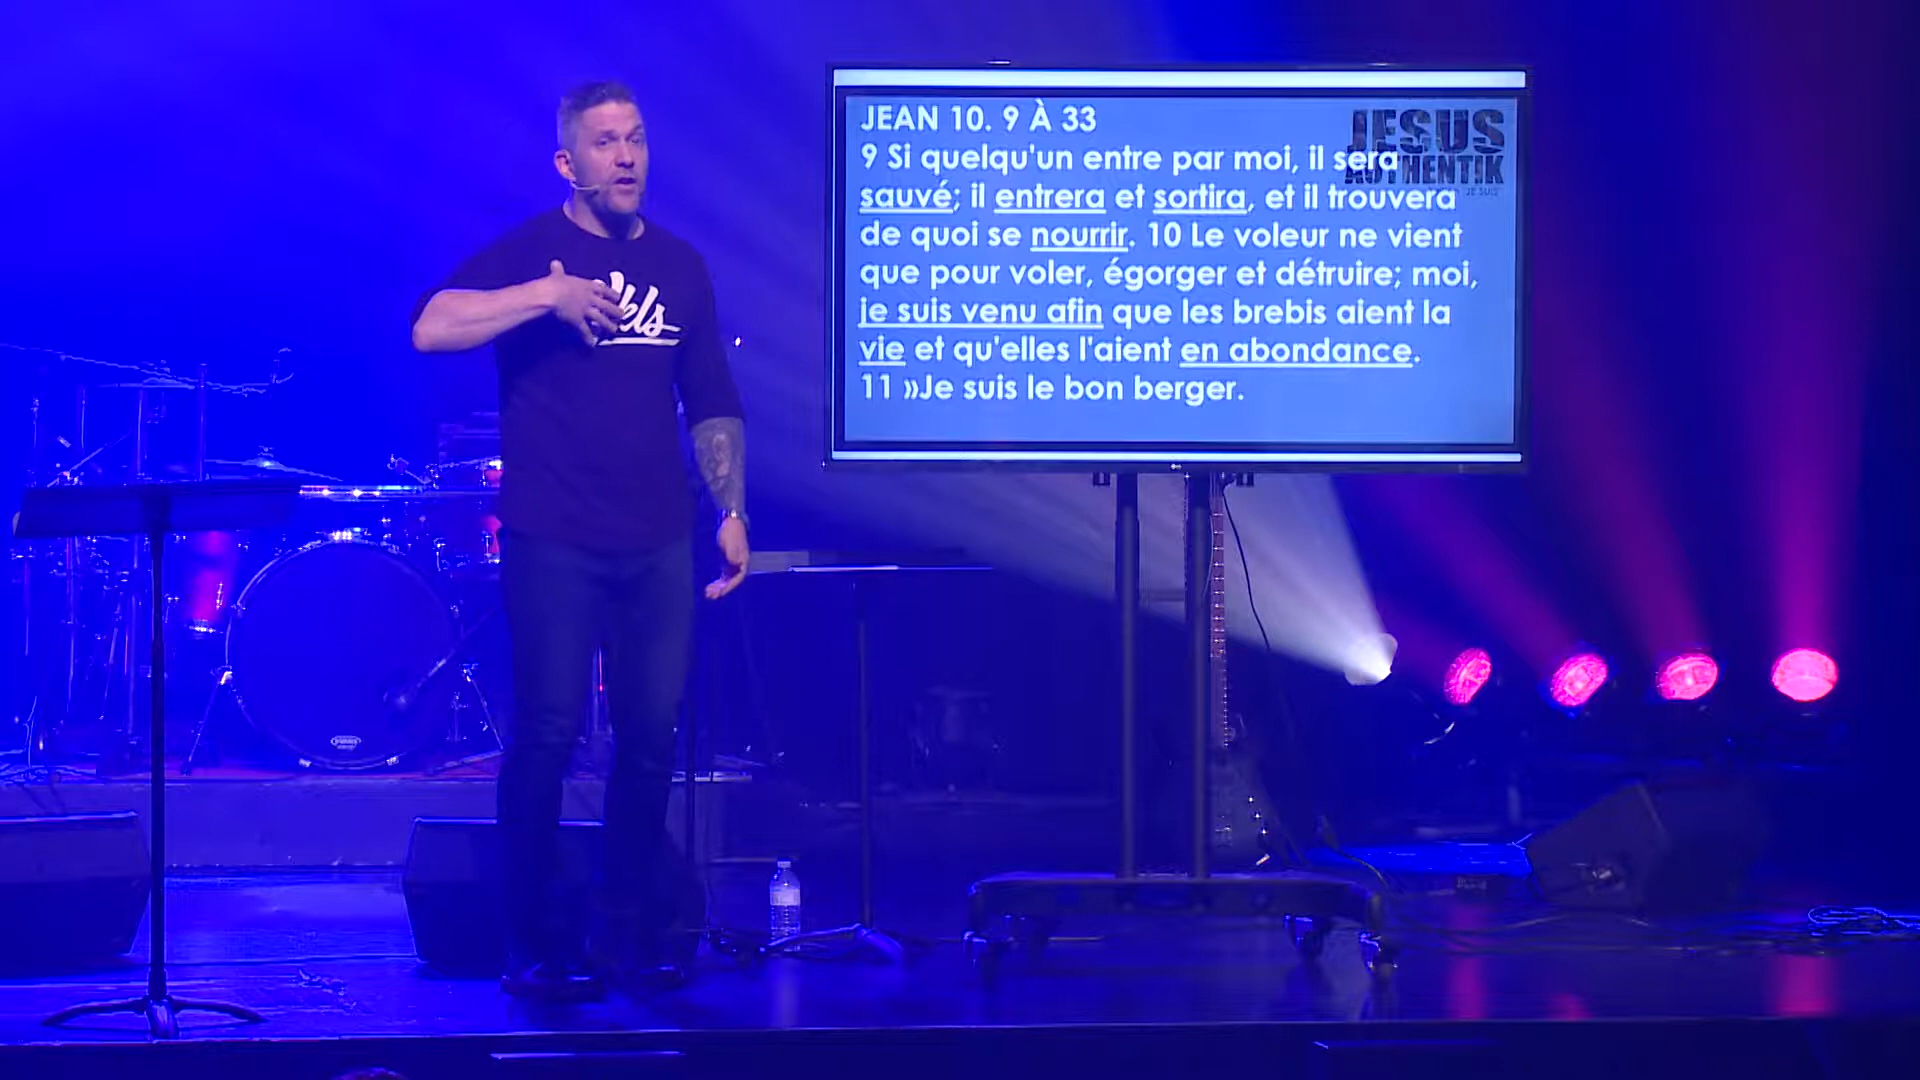 JEAN 10. 9 À 33
9 Si quelqu'un entre par moi, il sera
sauvé; il entrera et sortira, et il trouvera
de quoi se nourrir. 10 Le voleur ne vient
que pour voler, égorger et détruire; moi,
je suis venu afin que les brebis aient la
vie et qu'elles l'aient en abondance.
11 »Je suis le bon berger.
JESUS
AUTHENTIK
JE SUIS